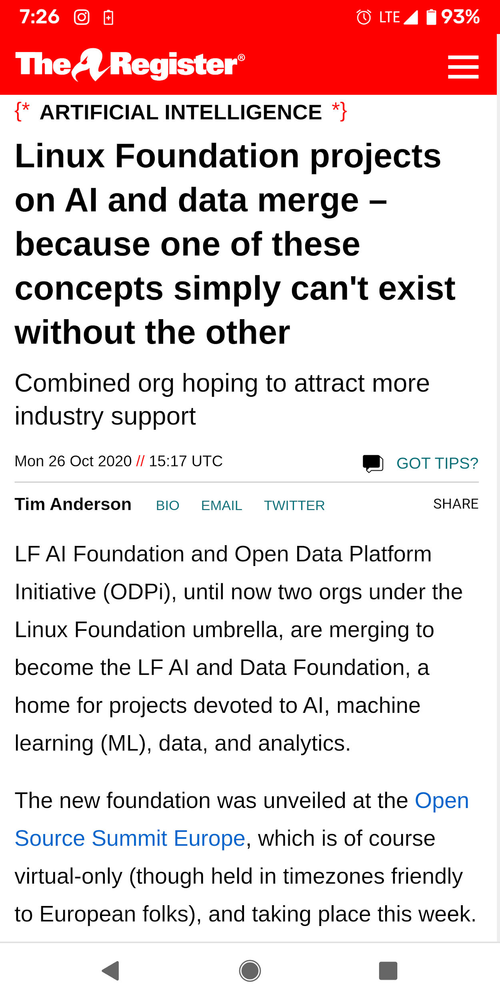 7:26 LTE 93%
The Register®
{* ARTIFICIAL INTELLIGENCE *}
Linux Foundation projects
on AI and data merge –
because one of these
concepts simply can't exist
without the other
Combined org hoping to attract more
industry support
Mon 26 Oct 2020 // 15:17 UTC GOT TIPS?
Tim Anderson BIO EMAIL TWITTER SHARE
LF AI Foundation and Open Data Platform
Initiative (ODPi), until now two orgs under the
Linux Foundation umbrella, are merging to
become the LF AI and Data Foundation, a
home for projects devoted to AI, machine
learning (ML), data, and analytics.
The new foundation was unveiled at the Open
Source Summit Europe, which is of course
virtual-only (though held in timezones friendly
to European folks), and taking place this week.